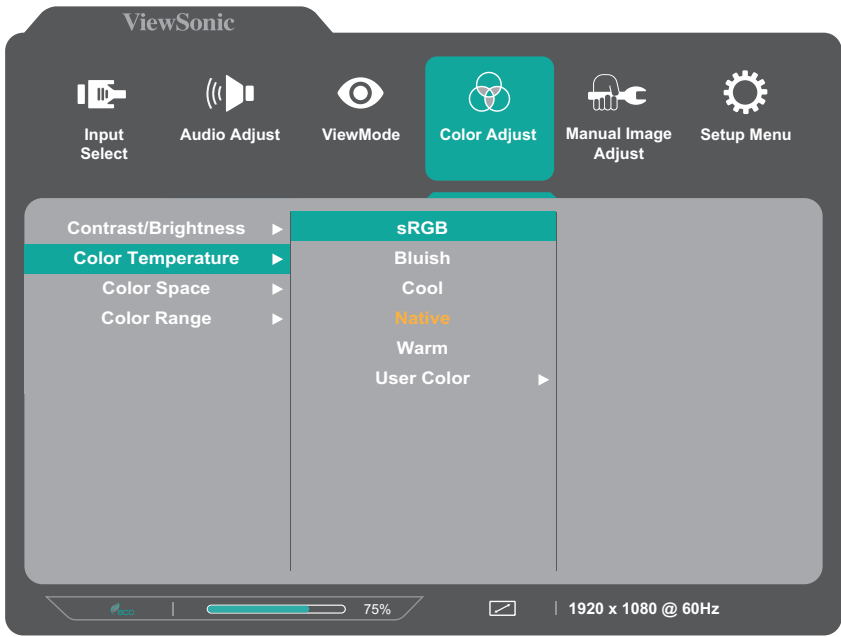 ViewSonic
Input
Select
Audio Adjust
ViewMode
Color Adjust
Manual Image
Adjust
Setup Menu
Contrast/Brightness
Color Temperature
Color Space
Color Range
sRGB
Bluish
Cool
Native
Warm
User Color
ECO
75%
1920 x 1080 @ 60Hz